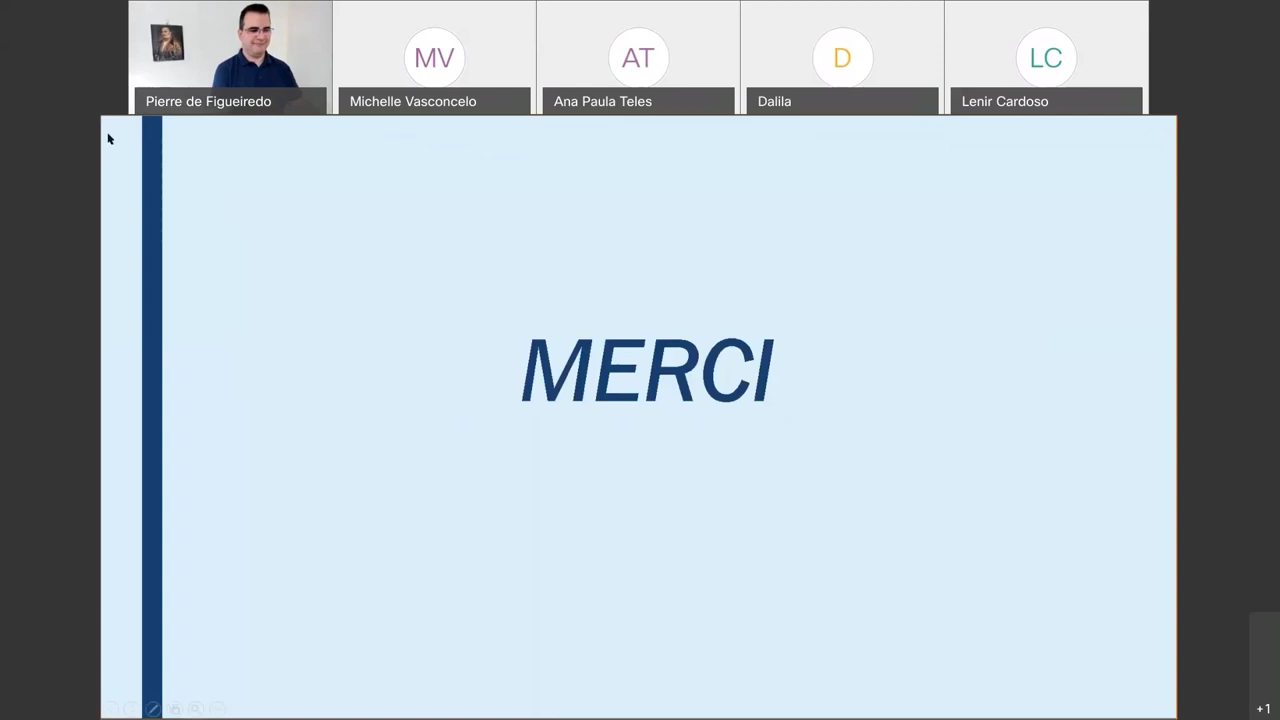 MV
AT
D
LC
Pierre de Figueiredo
Michelle Vasconcelo
Ana Paula Teles
Dalila
Lenir Cardoso
MERCI
+1